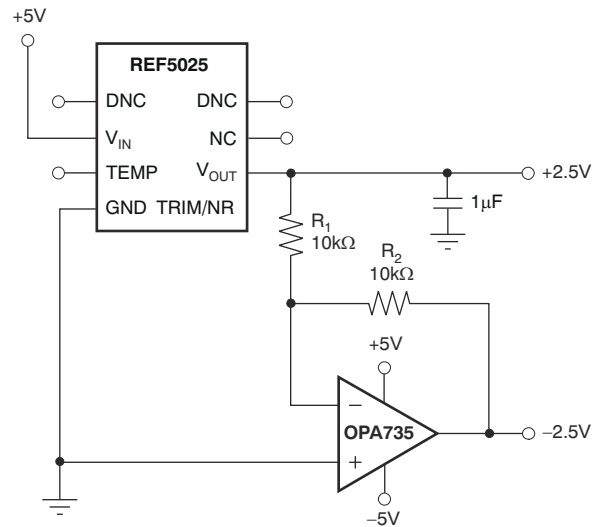 +5V
REF5025
DNC DNC
V_IN NC
TEMP V_OUT
GND TRIM/NR
+2.5V
1μF
R_1
10kΩ
R_2
10kΩ
+5V
−
OPA735
+
−2.5V
−5V